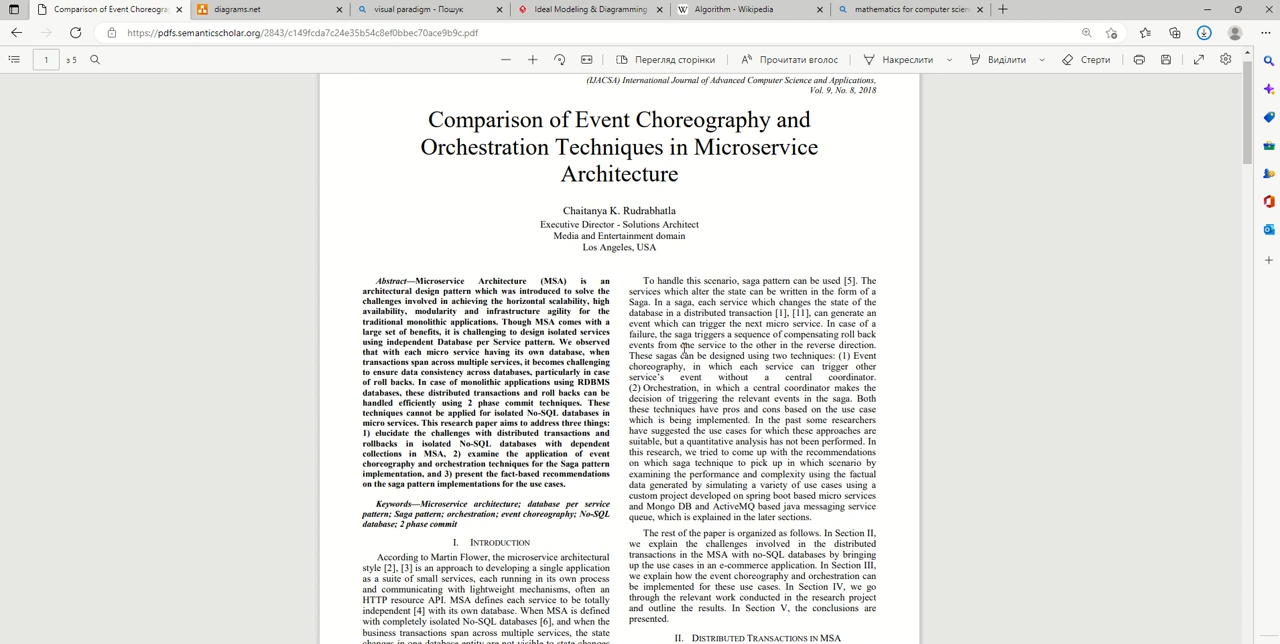 Comparison of Event Choreograp
diagrams.net
visual paradigm - Пошук
Ideal Modeling & Diagramming
Algorithm - Wikipedia
mathematics for computer scien
https://pdfs.semanticscholar.org/2843/c149fcda7c24e35b54c8ef0bbec70ace9b9c.pdf
1
з 5
Перегляд сторінки
Прочитати вголос
Накреслити
Виділити
Стерти
(IJACSA) International Journal of Advanced Computer Science and Applications,
Vol. 9, No. 8, 2018
Comparison of Event Choreography and
Orchestration Techniques in Microservice
Architecture
Chaitanya K. Rudrabhatla
Executive Director - Solutions Architect
Media and Entertainment domain
Los Angeles, USA
Abstract—Microservice Architecture (MSA) is an
architectural design pattern which was introduced to solve the
challenges involved in achieving the horizontal scalability, high
availability, modularity and infrastructure agility for the
traditional monolithic applications. Though MSA comes with a
large set of benefits, it is challenging to design isolated services
using independent Database per Service pattern. We observed
that with each micro service having its own database, when
transactions span across multiple services, it becomes challenging
to ensure data consistency across databases, particularly in case
of roll backs. In case of monolithic applications using RDBMS
databases, these distributed transactions and roll backs can be
handled efficiently using 2 phase commit techniques. These
techniques cannot be applied for isolated No-SQL databases in
micro services. This research paper aims to address three things:
1) elucidate the challenges with distributed transactions and
rollbacks in isolated No-SQL databases with dependent
collections in MSA, 2) examine the application of event
choreography and orchestration techniques for the Saga pattern
implementation, and 3) present the fact-based recommendations
on the saga pattern implementations for the use cases.
Keywords—Microservice architecture; database per service
pattern; Saga pattern; orchestration; event choreography; No-SQL
database; 2 phase commit
I. INTRODUCTION
According to Martin Flower, the microservice architectural
style [2], [3] is an approach to developing a single application
as a suite of small services, each running in its own process
and communicating with lightweight mechanisms, often an
HTTP resource API. MSA defines each service to be totally
independent [4] with its own database. When MSA is defined
with completely isolated No-SQL databases [6], and when the
business transactions span across multiple services, the state
changes in one database entity are not visible to state changes
To handle this scenario, saga pattern can be used [5]. The
services which alter the state can be written in the form of a
Saga. In a saga, each service which changes the state of the
database in a distributed transaction [1], [11], can generate an
event which can trigger the next micro service. In case of a
failure, the saga triggers a sequence of compensating roll back
events from the service to the other in the reverse direction.
These sagas can be designed using two techniques: (1) Event
choreography, in which each service can trigger other
service's event without a central coordinator.
(2) Orchestration, in which a central coordinator makes the
decision of triggering the relevant events in the saga. Both
these techniques have pros and cons based on the use case
which is being implemented. In the past some researchers
have suggested the use cases for which these approaches are
suitable, but a quantitative analysis has not been performed. In
this research, we tried to come up with the recommendations
on which saga technique to pick up in which scenario by
examining the performance and complexity using the factual
data generated by simulating a variety of use cases using a
custom project developed on spring boot based micro services
and Mongo DB and ActiveMQ based java messaging service
queue, which is explained in the later sections.
The rest of the paper is organized as follows. In Section II,
we explain the challenges involved in the distributed
transactions in the MSA with no-SQL databases by bringing
up the use cases in an e-commerce application. In Section III,
we explain how the event choreography and orchestration can
be implemented for these use cases. In Section IV, we go
through the relevant work conducted in the research project
and outline the results. In Section V, the conclusions are
presented.
II. DISTRIBUTED TRANSACTIONS IN MSA